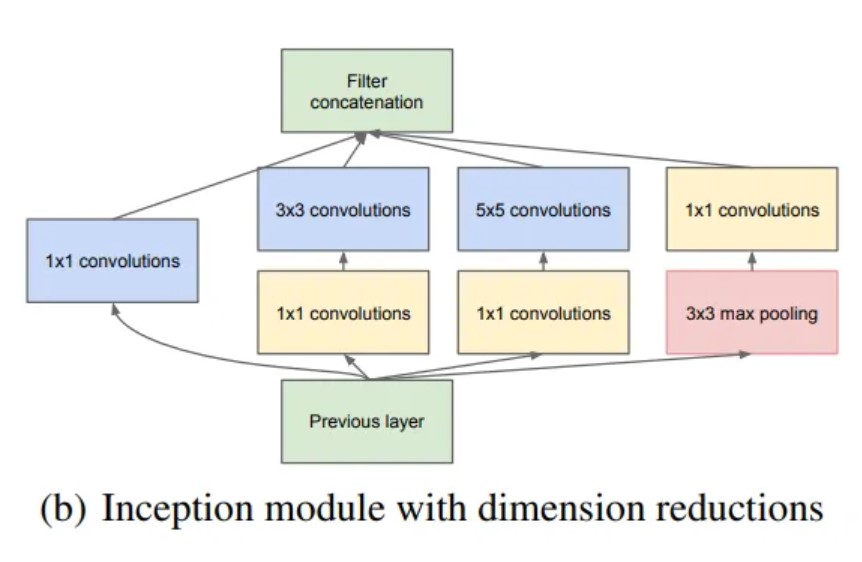 Filter
concatenation
3x3 convolutions
5x5 convolutions
1x1 convolutions
1x1 convolutions
1x1 convolutions
1x1 convolutions
3x3 max pooling
Previous layer
(b) Inception module with dimension reductions